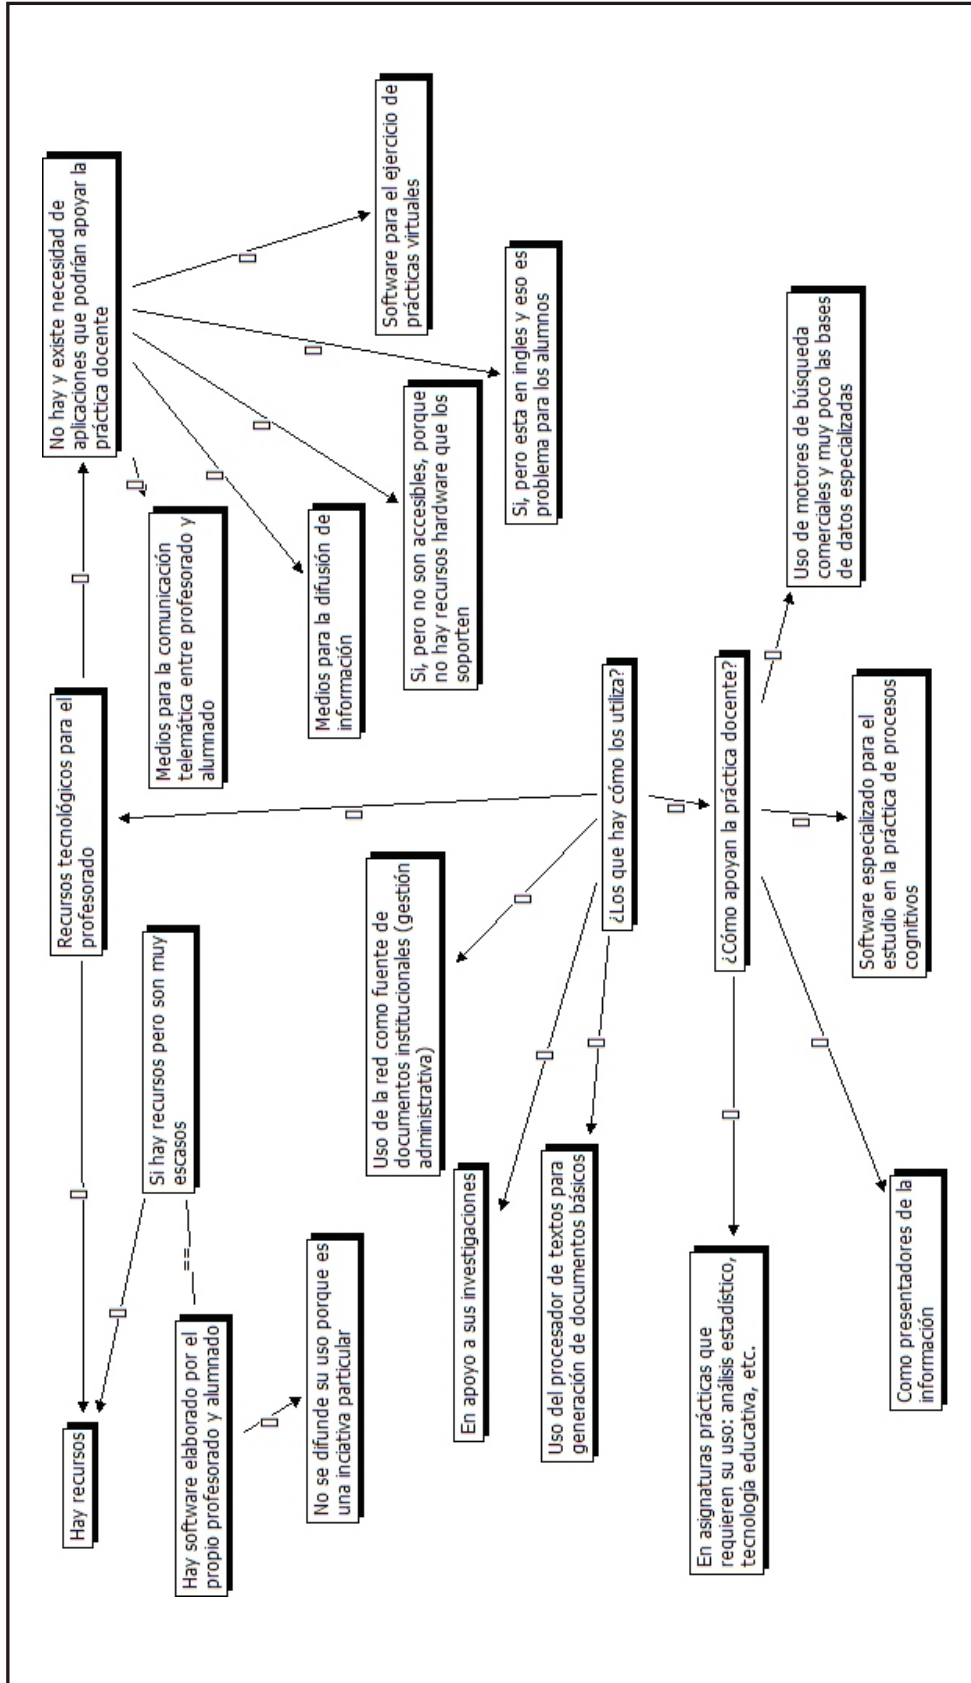 Hay recursos
Recursos tecnológicos para el
profesorado
No hay y existe necesidad de
aplicaciones que podrían apoyar la
práctica docente
Si hay recursos pero son muy
escasos
==
Hay software elaborado por el
propio profesorado y alumnado
No se difunde su uso porque es
una inciativa particular
Medios para la comunicación
telemática entre profesorado y
alumnado
Medios para la difusión de
información
Si, pero no son accesibles, porque
no hay recursos hardware que los
soporten
Software para el ejercicio de
prácticas virtuales
Si, pero esta en ingles y eso es
problema para los alumnos
Uso de la red como fuente de
documentos institucionales (gestión
administrativa)
En apoyo a sus investigaciones
Uso del procesador de textos para
generación de documentos básicos
¿Los que hay cómo los utiliza?
¿Cómo apoyan la práctica docente?
En asignaturas prácticas que
requieren su uso: análisis estadístico,
tecnología educativa, etc.
Como presentadores de la
información
Software especializado para el
estudio en la práctica de procesos
cognitivos
Uso de motores de búsqueda
comerciales y muy poco las bases
de datos especializadas